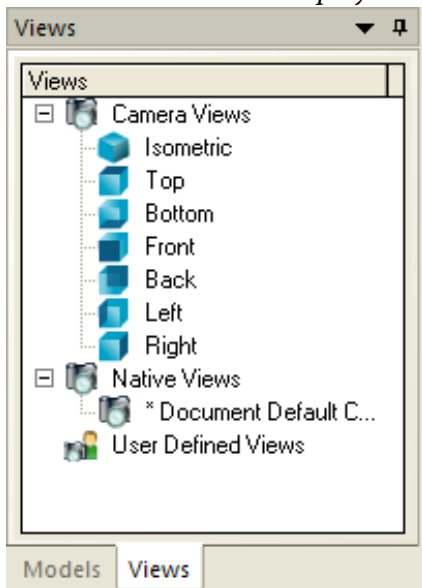 Views
Views
Camera Views
Isometric
Top
Bottom
Front
Back
Left
Right
Native Views
* Document Default C...
User Defined Views
Models Views